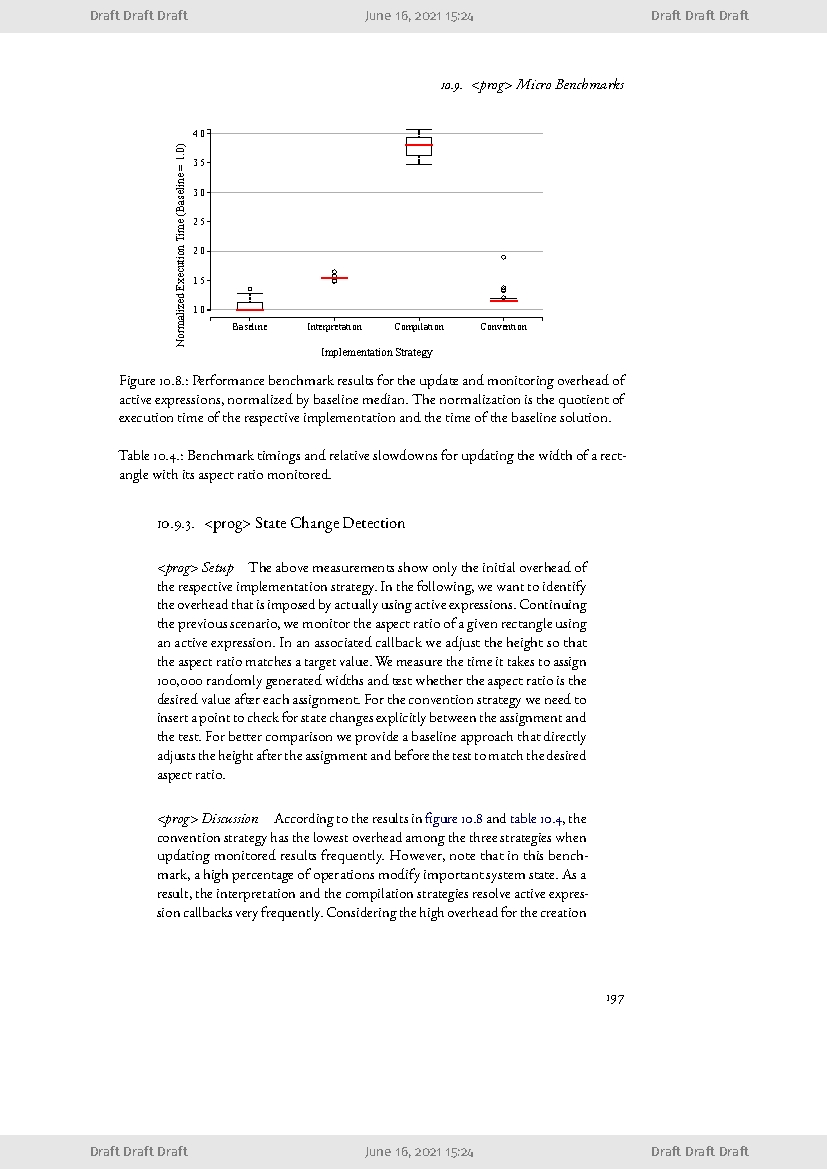 Draft Draft Draft June 16, 2021 15:24 Draft Draft Draft
10.9. <prog> Micro Benchmarks
Normalized Execution Time (Baseline = 1.0)
4.0
3.5
3.0
2.5
2.0
1.5
1.0
Baseline Interpretation Compilation Convention
Implementation Strategy
Figure 10.8.: Performance benchmark results for the update and monitoring overhead of
active expressions, normalized by baseline median. The normalization is the quotient of
execution time of the respective implementation and the time of the baseline solution.
Table 10.4.: Benchmark timings and relative slowdowns for updating the width of a rect-
angle with its aspect ratio monitored.
10.9.3. <prog> State Change Detection
<prog> Setup The above measurements show only the initial overhead of
the respective implementation strategy. In the following, we want to identify
the overhead that is imposed by actually using active expressions. Continuing
the previous scenario, we monitor the aspect ratio of a given rectangle using
an active expression. In an associated callback we adjust the height so that
the aspect ratio matches a target value. We measure the time it takes to assign
100,000 randomly generated widths and test whether the aspect ratio is the
desired value after each assignment. For the convention strategy we need to
insert a point to check for state changes explicitly between the assignment and
the test. For better comparison we provide a baseline approach that directly
adjusts the height after the assignment and before the test to match the desired
aspect ratio.
<prog> Discussion According to the results in figure 10.8 and table 10.4, the
convention strategy has the lowest overhead among the three strategies when
updating monitored results frequently. However, note that in this bench-
mark, a high percentage of operations modify important system state. As a
result, the interpretation and the compilation strategies resolve active expres-
sion callbacks very frequently. Considering the high overhead for the creation
197
Draft Draft Draft June 16, 2021 15:24 Draft Draft Draft